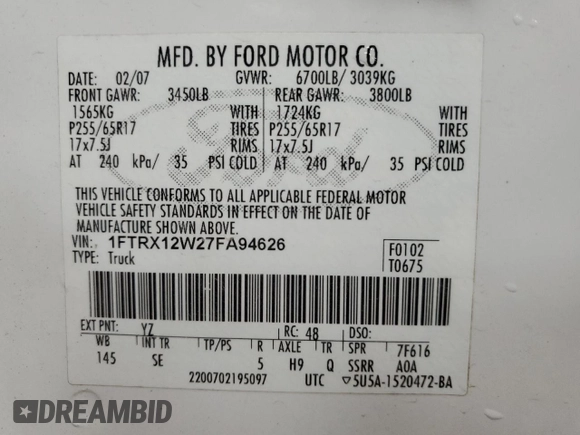 MFD. BY FORD MOTOR CO.
DATE: 02/07 GVWR: 6700LB/ 3039KG
FRONT GAWR: 3450LB REAR GAWR: 3800LB
1565KG WITH 1724KG WITH
P255/65R17 TIRES P255/65R17 TIRES
17x7.5J RIMS 17x7.5J RIMS
AT 240 kPa/ 35 PSI COLD AT 240 kPa/ 35 PSI COLD
THIS VEHICLE CONFORMS TO ALL APPLICABLE FEDERAL MOTOR
VEHICLE SAFETY STANDARDS IN EFFECT ON THE DATE OF
MANUFACTURE SHOWN ABOVE.
VIN: 1FTRX12W27FA94626 F0102
TYPE: Truck T0675
EXT PNT: YZ RC: 48 DSO:
WB INT TR TP/PS R AXLE TR SPR 7F616
145 SE 5 H9 Q SSRR A0A
2200702195097 UTC ▽5U5A-1520472-BA
Ford
DREAMBID